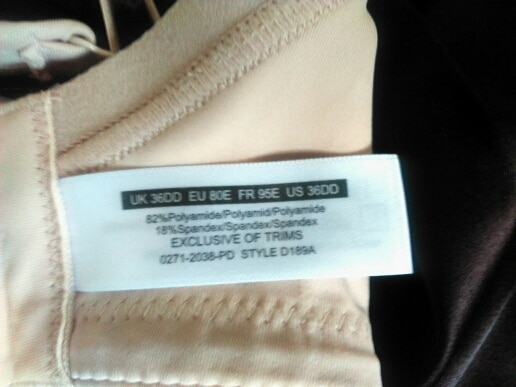 UK 36DD EU 80E FR 95E US 36DD
82%Polyamide/Polyamid/Polyamide
18%Spandex/Spandex/Spandex
EXCLUSIVE OF TRIMS
0271-2038-PD STYLE D189A